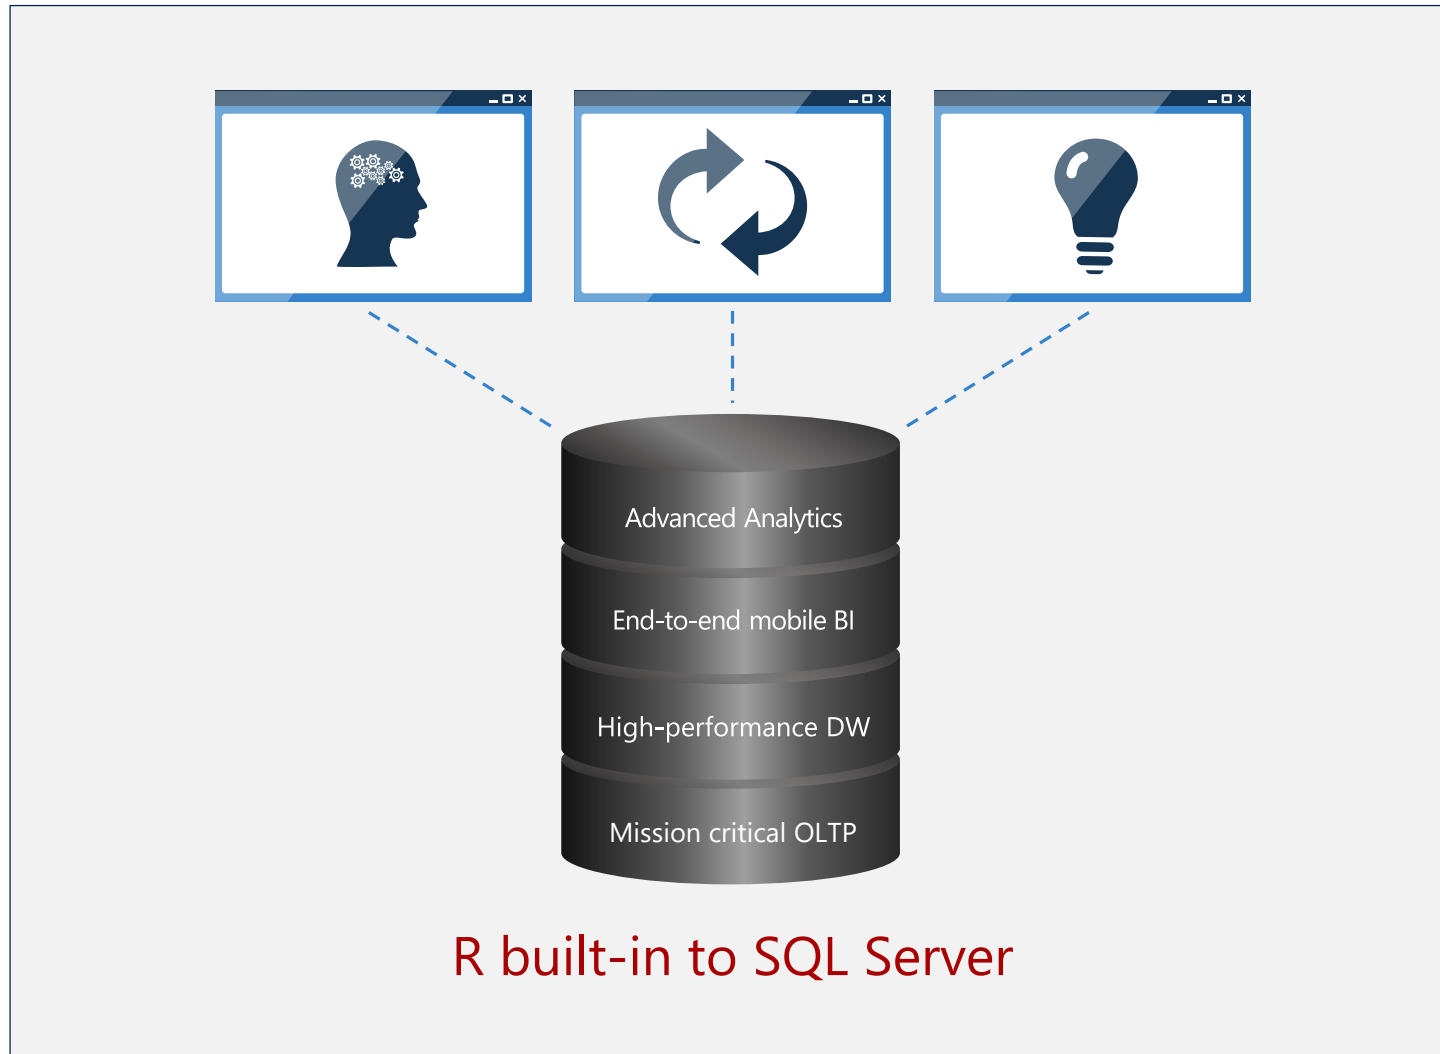 Advanced Analytics
End-to-end mobile BI
High-performance DW
Mission critical OLTP
R built-in to SQL Server